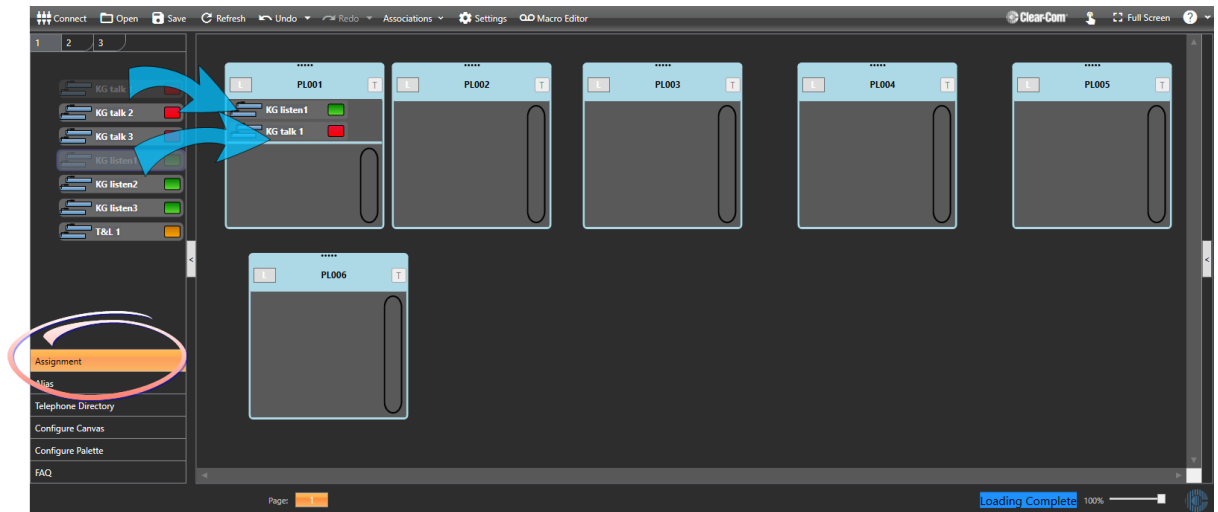 Connect Open Save Refresh Undo Redo Associations Settings Macro Editor Clear-Com Full Screen ?
1 2 3
KG talk
KG talk 2
KG talk 3
KG listen1
KG listen2
KG listen3
T&L 1
L PL001 T
KG listen1
KG talk 1
L PL002 T
L PL003 T
L PL004 T
L PL005 T
L PL006 T
<
<
Assignment
Alias
Telephone Directory
Configure Canvas
Configure Palette
FAQ
Page: 1 Loading Complete 100%